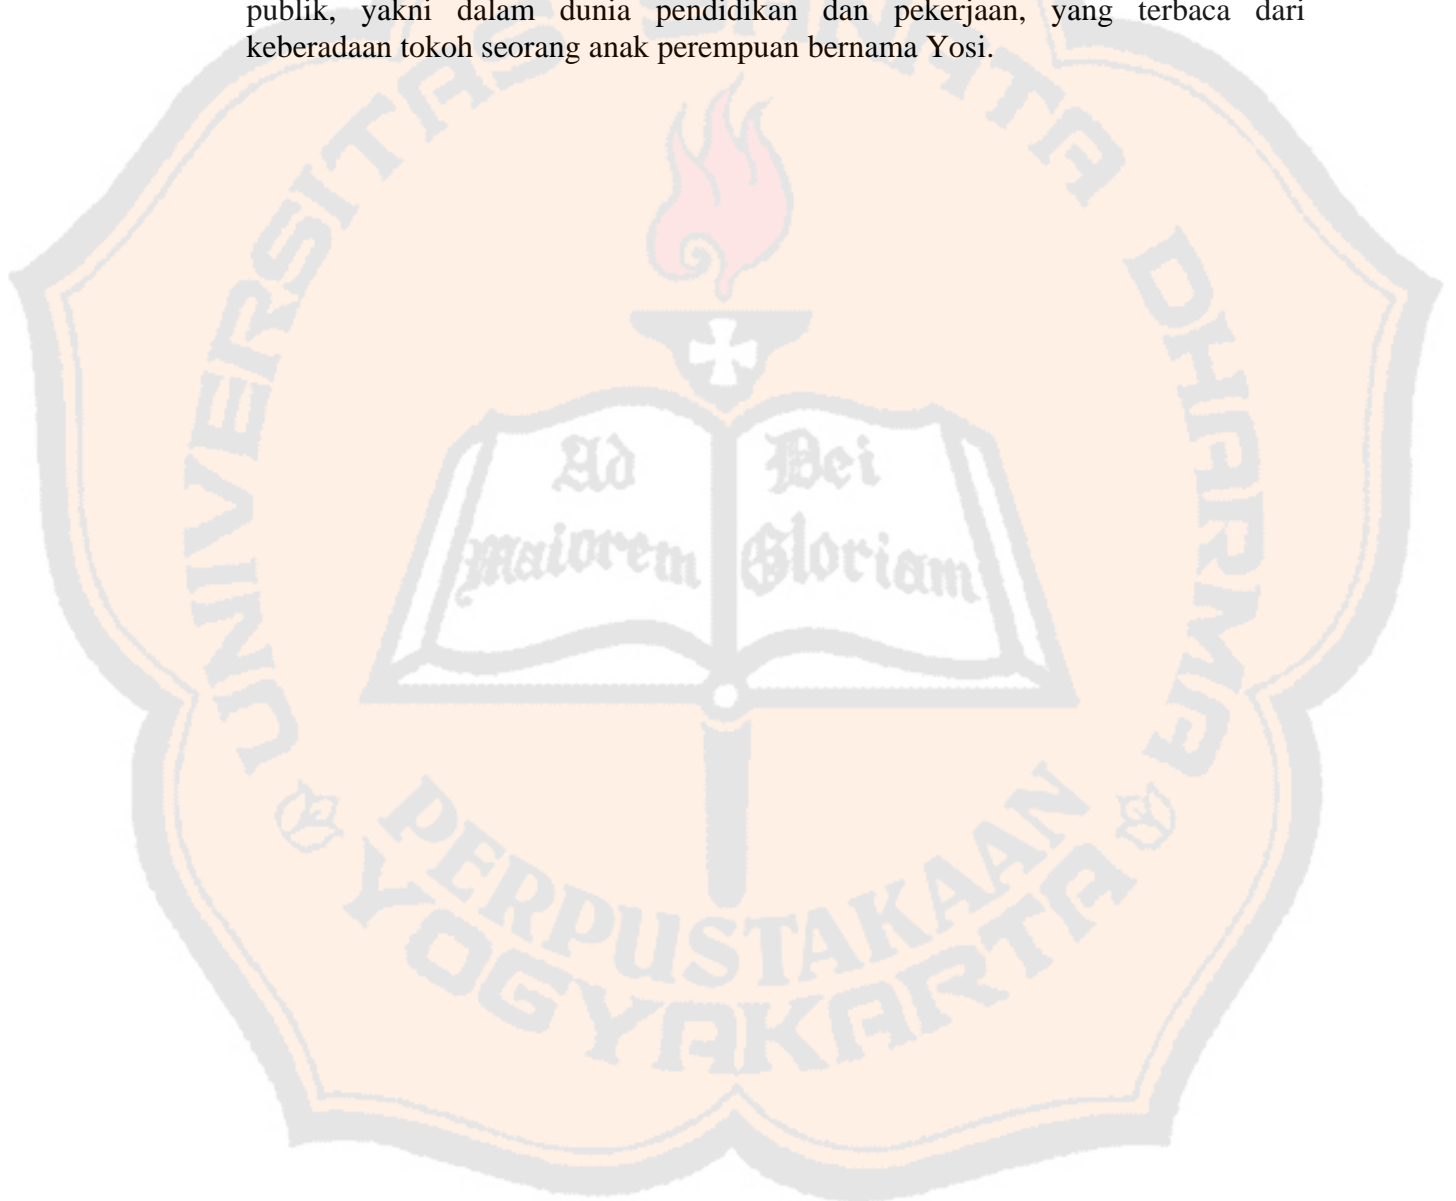 publik, yakni dalam dunia pendidikan dan pekerjaan, yang terbaca dari
keberadaan tokoh seorang anak perempuan bernama Yosi.
UNIVERSITAS SANATA DHARMA
Ad
maiorem
Dei
Gloriam
PERPUSTAKAAN
YOGYAKARTA